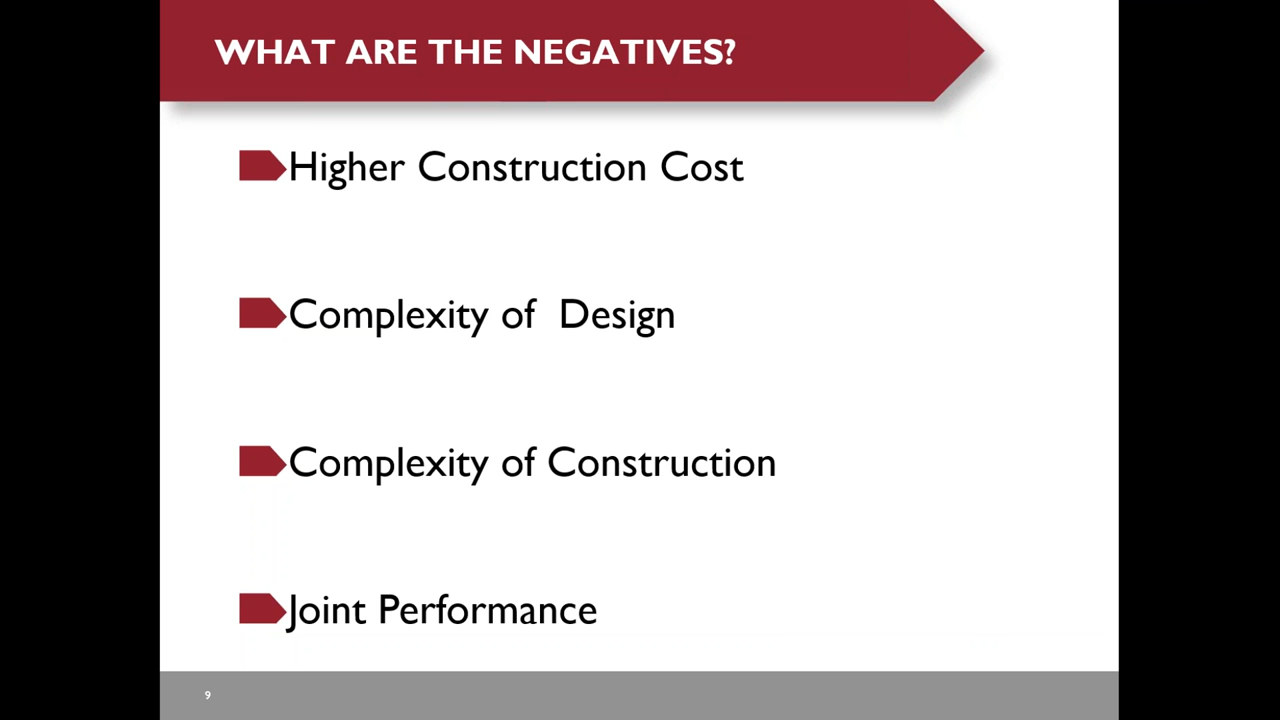 WHAT ARE THE NEGATIVES?
Higher Construction Cost
Complexity of  Design
Complexity of Construction
Joint Performance
9